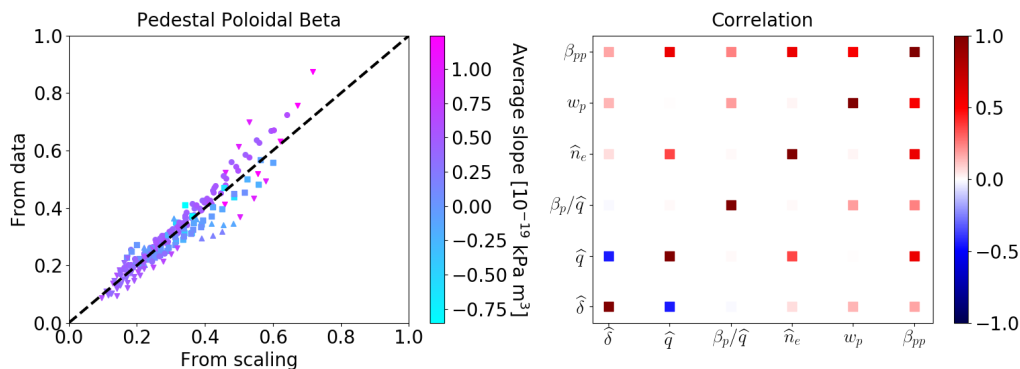 Pedestal Poloidal Beta
1.0
0.8
0.6
0.4
0.2
0.0
From data
0.0 0.2 0.4 0.6 0.8 1.0
From scaling
1.00
0.75
0.50
0.25
0.00
−0.25
−0.50
−0.75
Average slope [10⁻¹⁹ kPa m³]
Correlation
β_pp
w_p
n̂_e
β_p/q̂
q̂
δ̂
δ̂ q̂ β_p/q̂ n̂_e w_p β_pp
1.0
0.5
0.0
−0.5
−1.0